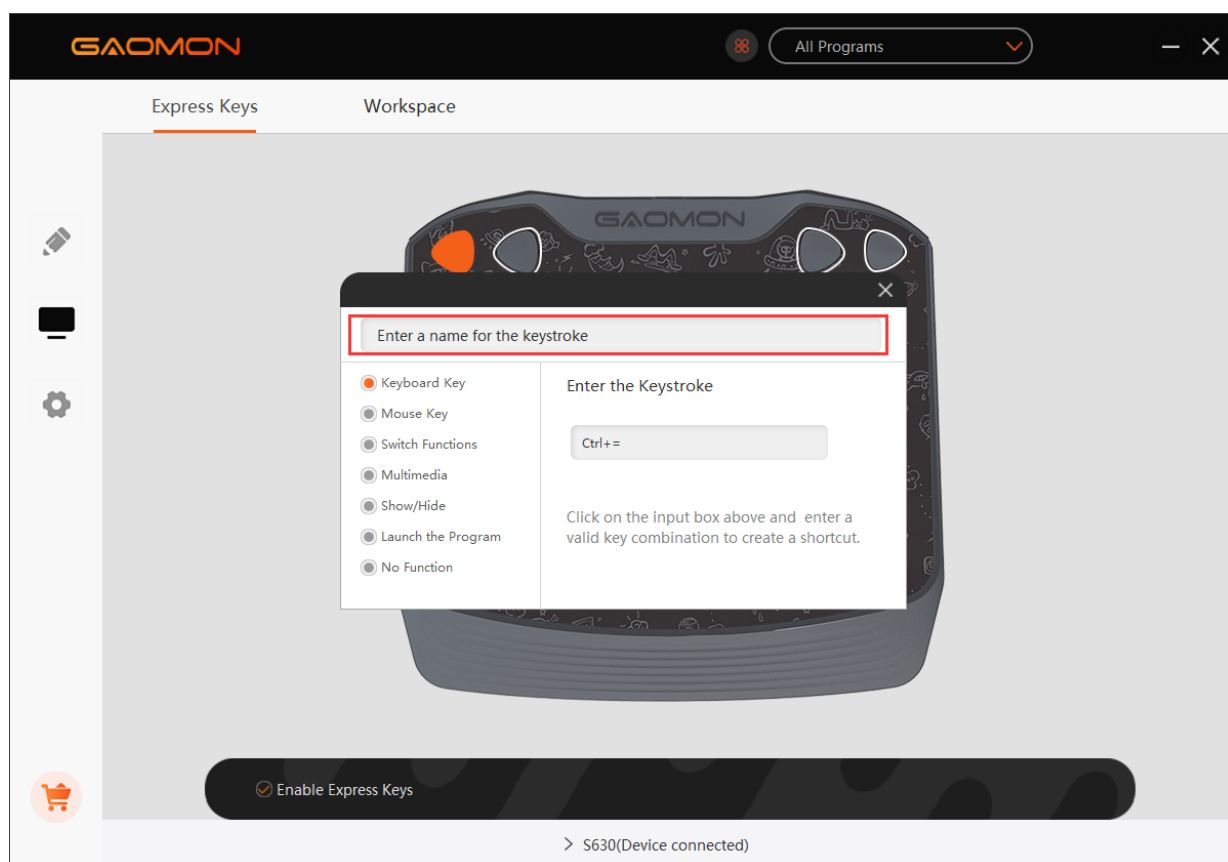 GAOMON
All Programs
Express Keys
Workspace
GAOMON
Enter a name for the keystroke
Keyboard Key
Mouse Key
Switch Functions
Multimedia
Show/Hide
Launch the Program
No Function
Enter the Keystroke
Ctrl+=
Click on the input box above and enter a
valid key combination to create a shortcut.
Enable Express Keys
S630(Device connected)